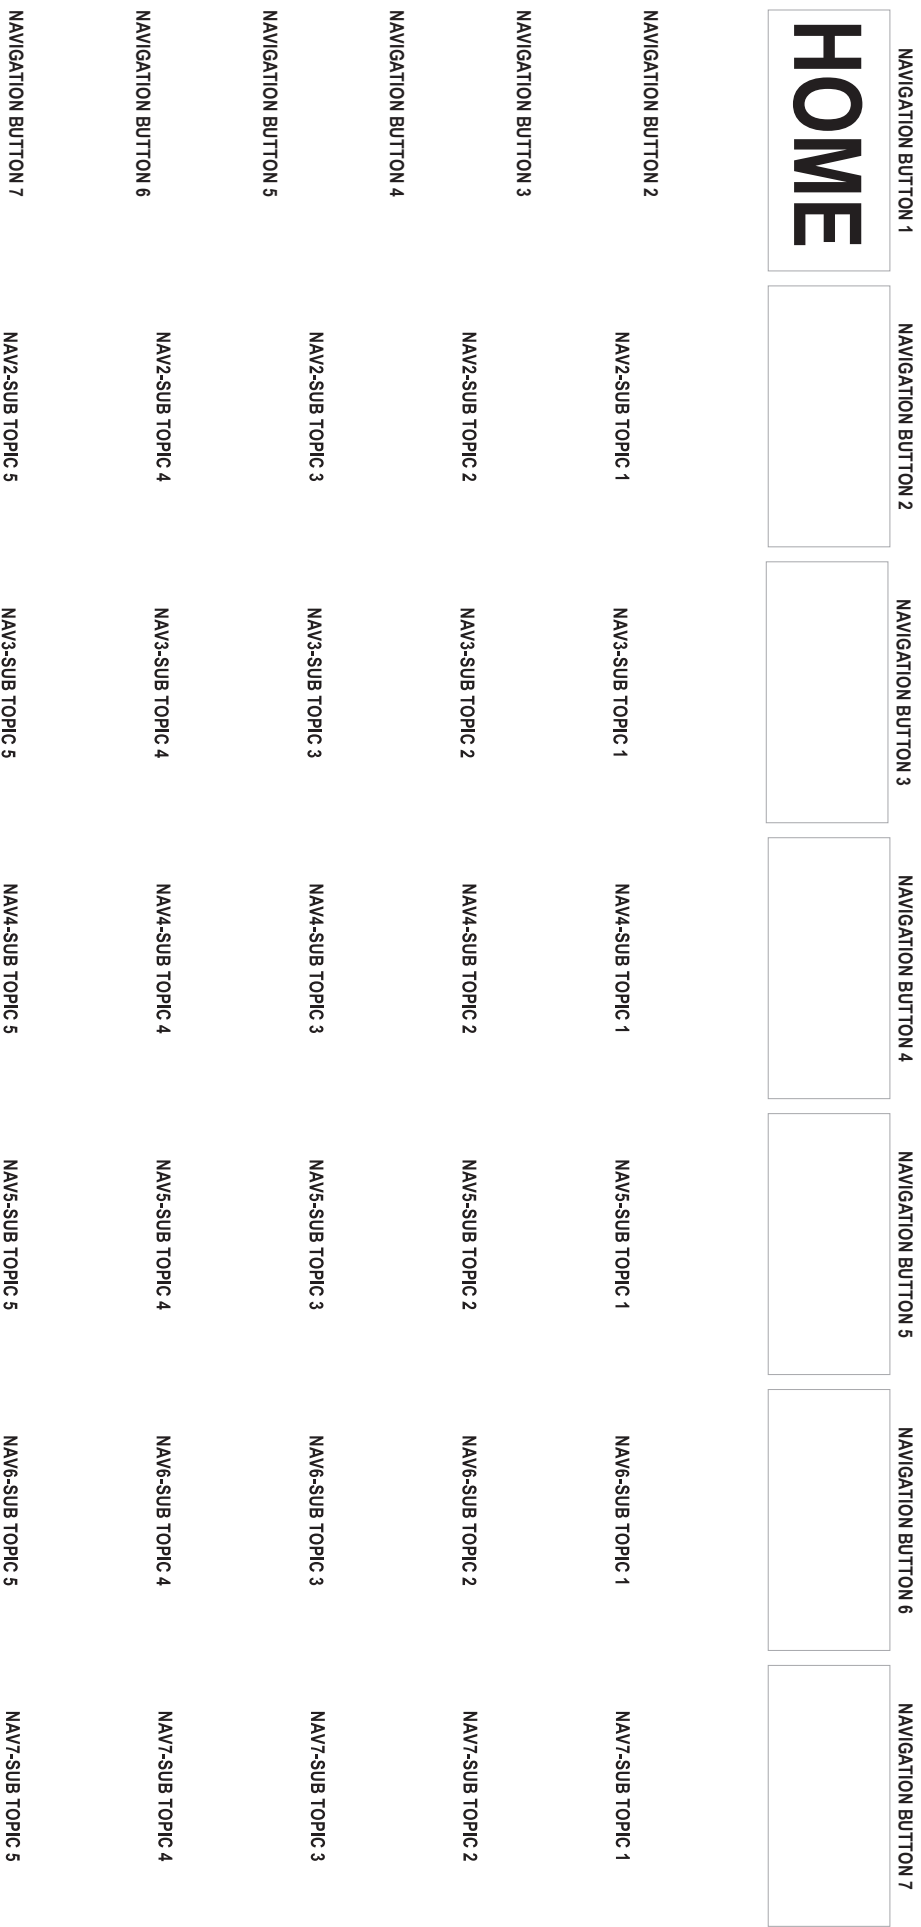 NAVIGATION BUTTON 1
HOME
NAVIGATION BUTTON 2
NAVIGATION BUTTON 3
NAVIGATION BUTTON 4
NAVIGATION BUTTON 5
NAVIGATION BUTTON 6
NAVIGATION BUTTON 7
NAVIGATION BUTTON 2
NAV2-SUB TOPIC 1
NAV2-SUB TOPIC 2
NAV2-SUB TOPIC 3
NAV2-SUB TOPIC 4
NAV2-SUB TOPIC 5
NAVIGATION BUTTON 3
NAV3-SUB TOPIC 1
NAV3-SUB TOPIC 2
NAV3-SUB TOPIC 3
NAV3-SUB TOPIC 4
NAV3-SUB TOPIC 5
NAVIGATION BUTTON 4
NAV4-SUB TOPIC 1
NAV4-SUB TOPIC 2
NAV4-SUB TOPIC 3
NAV4-SUB TOPIC 4
NAV4-SUB TOPIC 5
NAVIGATION BUTTON 5
NAV5-SUB TOPIC 1
NAV5-SUB TOPIC 2
NAV5-SUB TOPIC 3
NAV5-SUB TOPIC 4
NAV5-SUB TOPIC 5
NAVIGATION BUTTON 6
NAV6-SUB TOPIC 1
NAV6-SUB TOPIC 2
NAV6-SUB TOPIC 3
NAV6-SUB TOPIC 4
NAV6-SUB TOPIC 5
NAVIGATION BUTTON 7
NAV7-SUB TOPIC 1
NAV7-SUB TOPIC 2
NAV7-SUB TOPIC 3
NAV7-SUB TOPIC 4
NAV7-SUB TOPIC 5